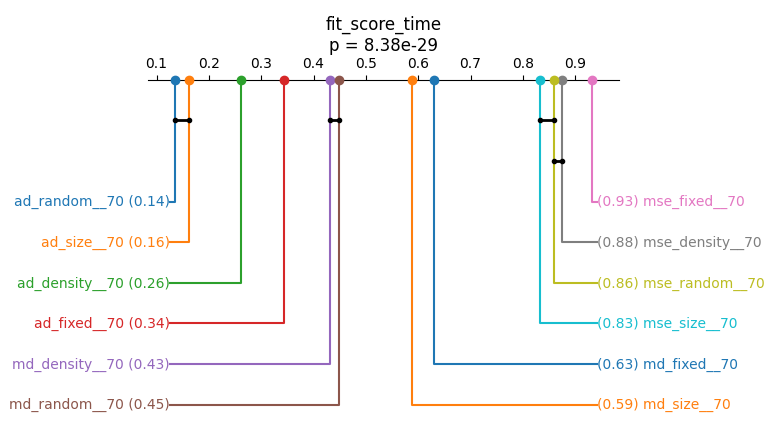 fit_score_time
p = 8.38e-29
0.1 0.2 0.3 0.4 0.5 0.6 0.7 0.8 0.9
ad_random__70 (0.14)
(0.93) mse_fixed__70
ad_size__70 (0.16)
(0.88) mse_density__70
ad_density__70 (0.26)
(0.86) mse_random__70
ad_fixed__70 (0.34)
(0.83) mse_size__70
md_density__70 (0.43)
(0.63) md_fixed__70
md_random__70 (0.45)
(0.59) md_size__70